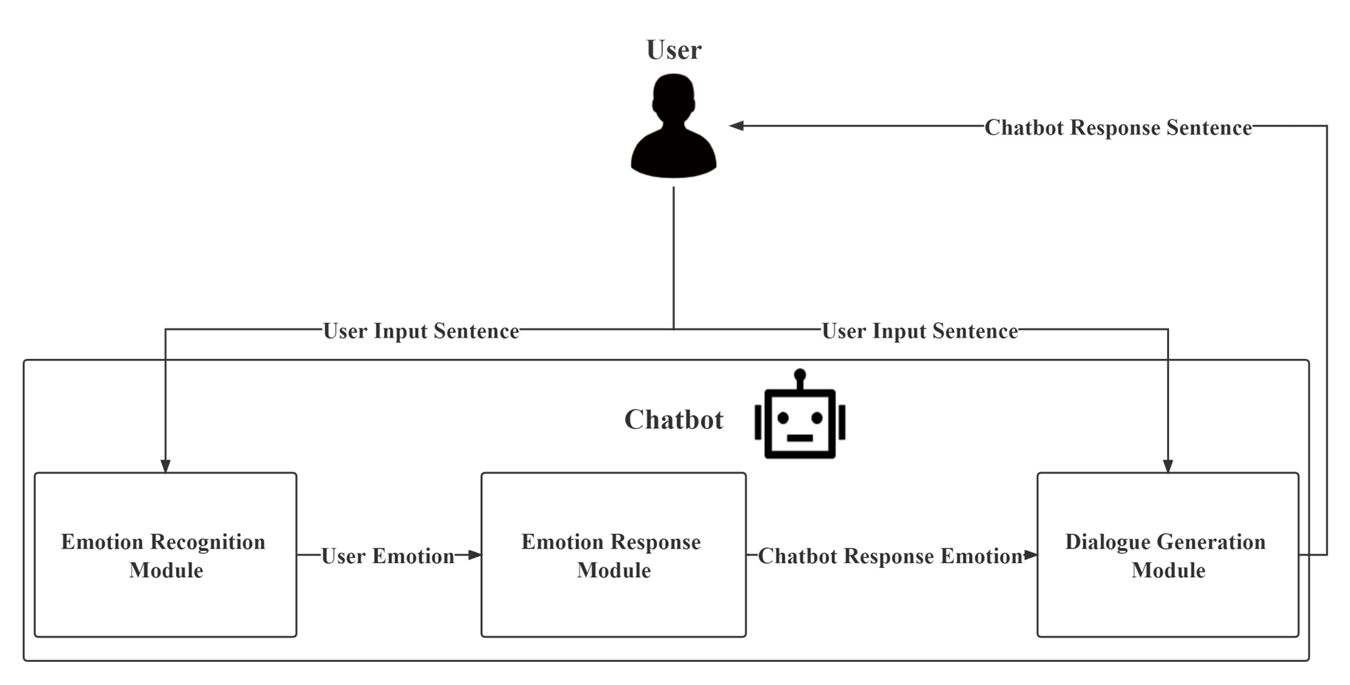 User
Chatbot Response Sentence
User Input Sentence
User Input Sentence
Chatbot
Emotion Recognition
Module
User Emotion
Emotion Response
Module
Chatbot Response Emotion
Dialogue Generation
Module